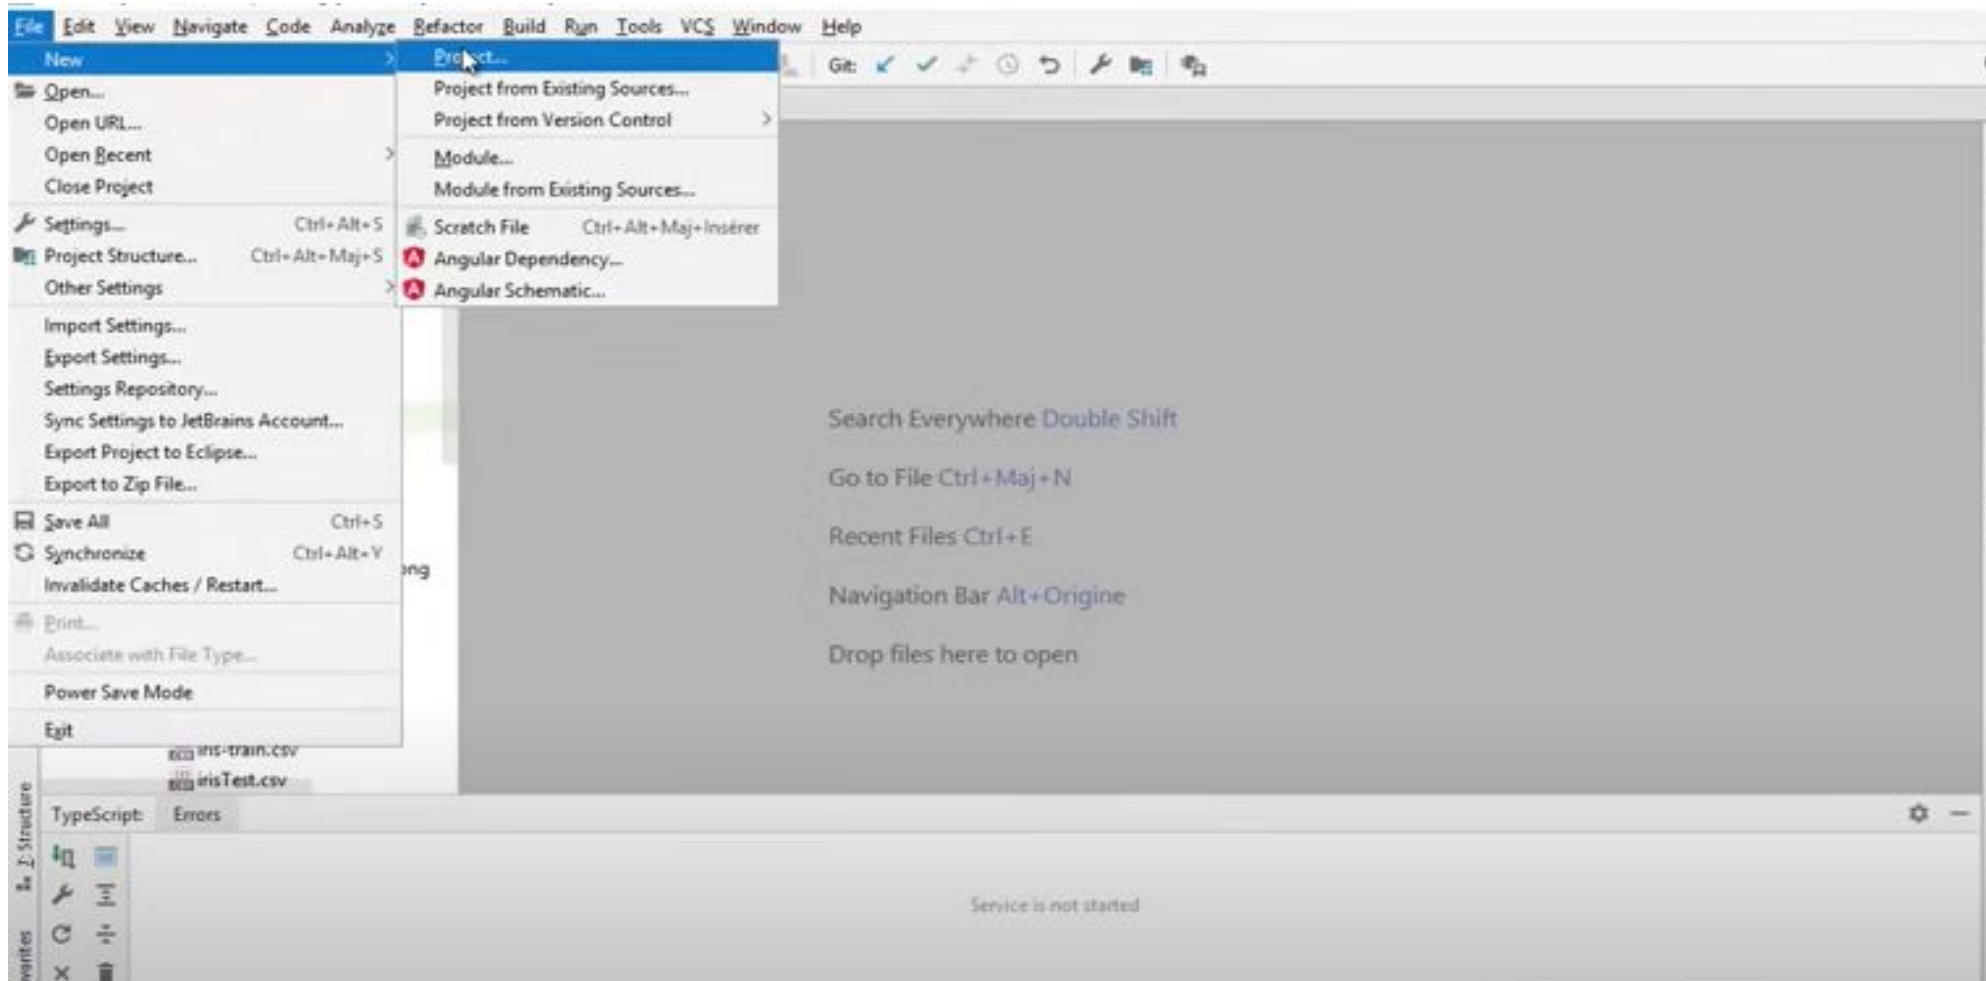 File Edit View Navigate Code Analyze Refactor Build Run Tools VCS Window Help
New
Open...
Open URL...
Open Recent
Close Project
Settings... Ctrl+Alt+S
Project Structure... Ctrl+Alt+Maj+S
Other Settings
Import Settings...
Export Settings...
Settings Repository...
Sync Settings to JetBrains Account...
Export Project to Eclipse...
Export to Zip File...
Save All Ctrl+S
Synchronize Ctrl+Alt+Y
Invalidate Caches / Restart...
Print...
Associate with File Type...
Power Save Mode
Exit
Project...
Project from Existing Sources...
Project from Version Control
Module...
Module from Existing Sources...
Scratch File Ctrl+Alt+Maj+Insérer
Angular Dependency...
Angular Schematic...
Git:
Search Everywhere Double Shift
Go to File Ctrl+Maj+N
Recent Files Ctrl+E
Navigation Bar Alt+Origine
Drop files here to open
iris-train.csv
irisTest.csv
Z: Structure
TypeScript: Errors
Service is not started